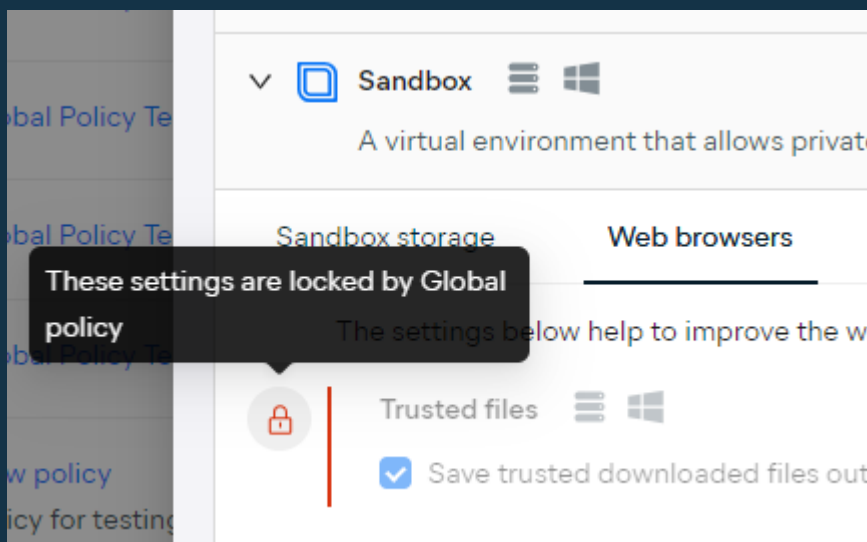 Sandbox
A virtual environment that allows
bal Policy Te
bal Policy Te
Sandbox storage
Web browsers
These settings are locked by Global
policy
The settings below help to improve the w
bal Policy Te
Trusted files
Save trusted downloaded files out
w policy
icy for testing